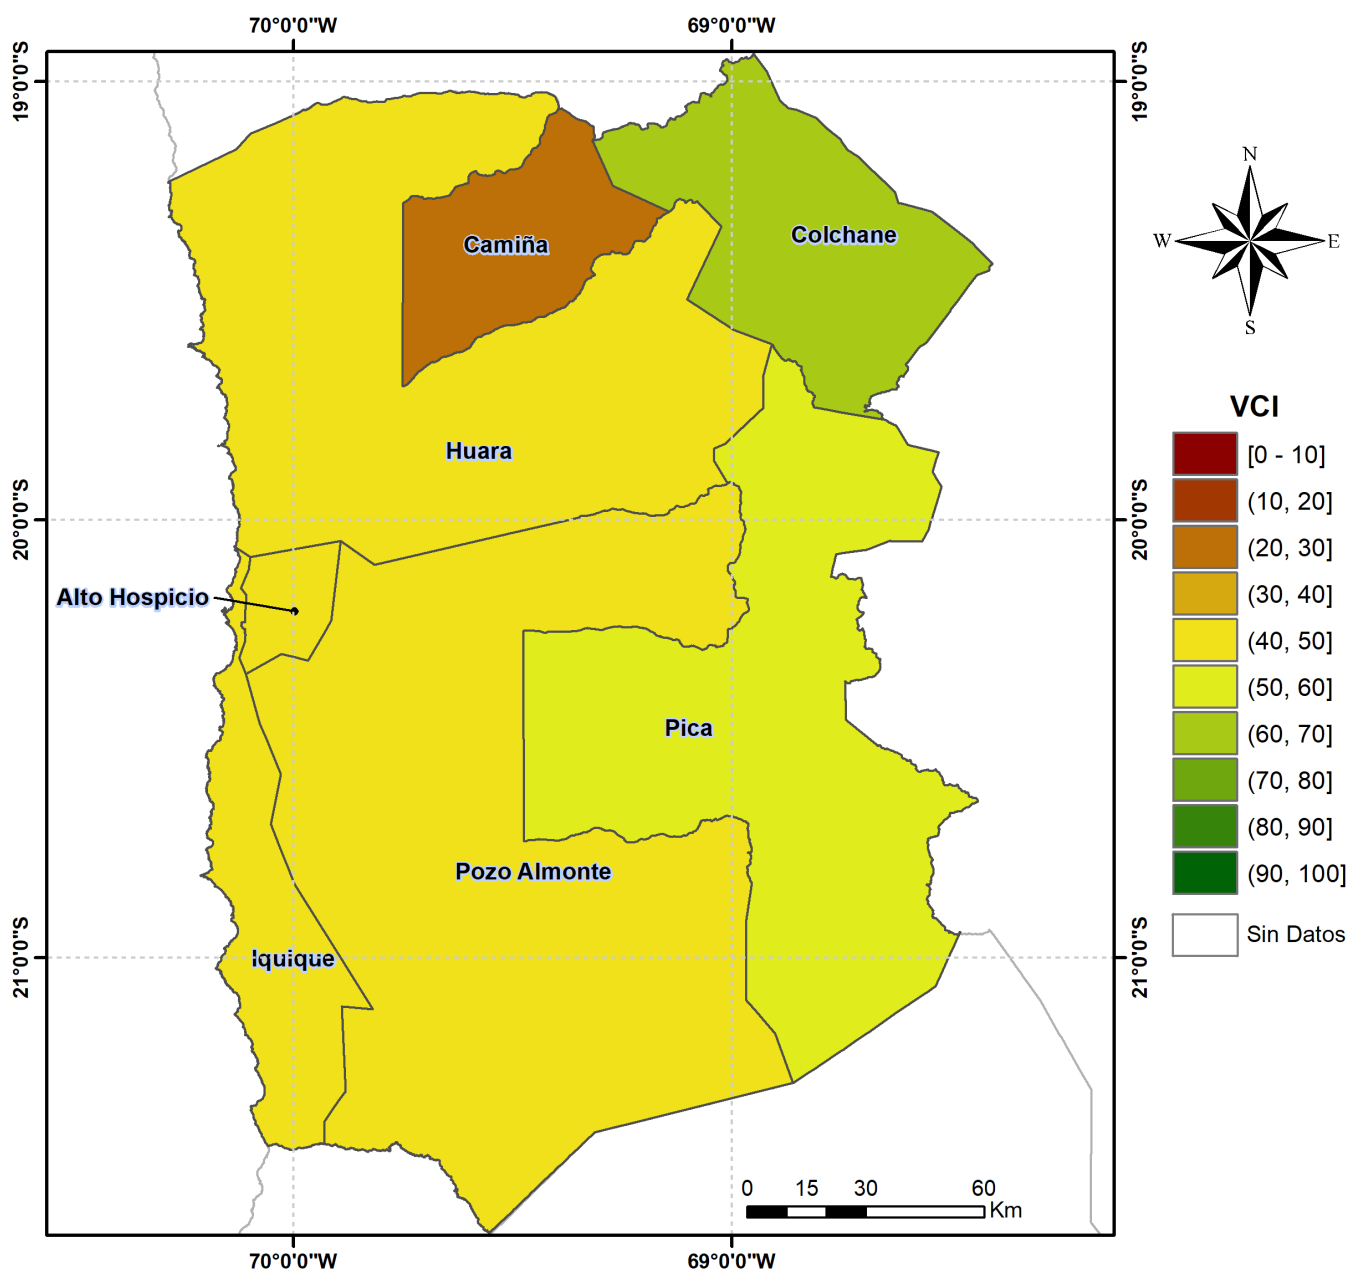 70°0'0"W
69°0'0"W
19°0'0"S
19°0'0"S
N
W
E
S
Camiña
Colchane
Huara
20°0'0"S
20°0'0"S
Alto Hospicio
Pica
Pozo Almonte
Iquique
21°0'0"S
21°0'0"S
VCI
[0 - 10]
(10, 20]
(20, 30]
(30, 40]
(40, 50]
(50, 60]
(60, 70]
(70, 80]
(80, 90]
(90, 100]
Sin Datos
0 15 30 60
Km
70°0'0"W
69°0'0"W